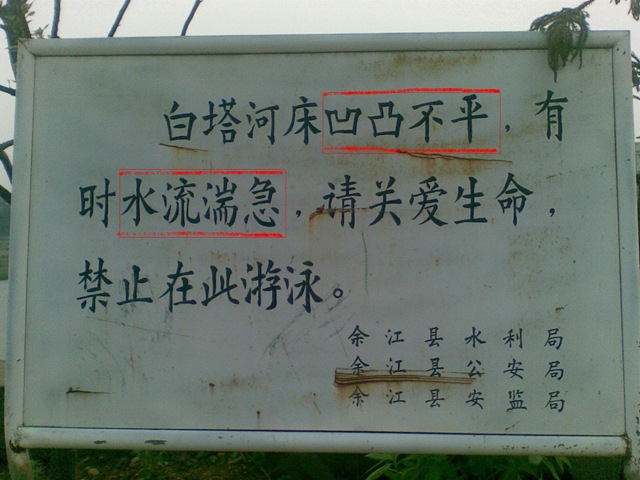 白塔河床凹凸不平，有
时水流湍急，请关爱生命，
禁止在此游泳。
余江县水利局
余江县公安局
余江县安监局